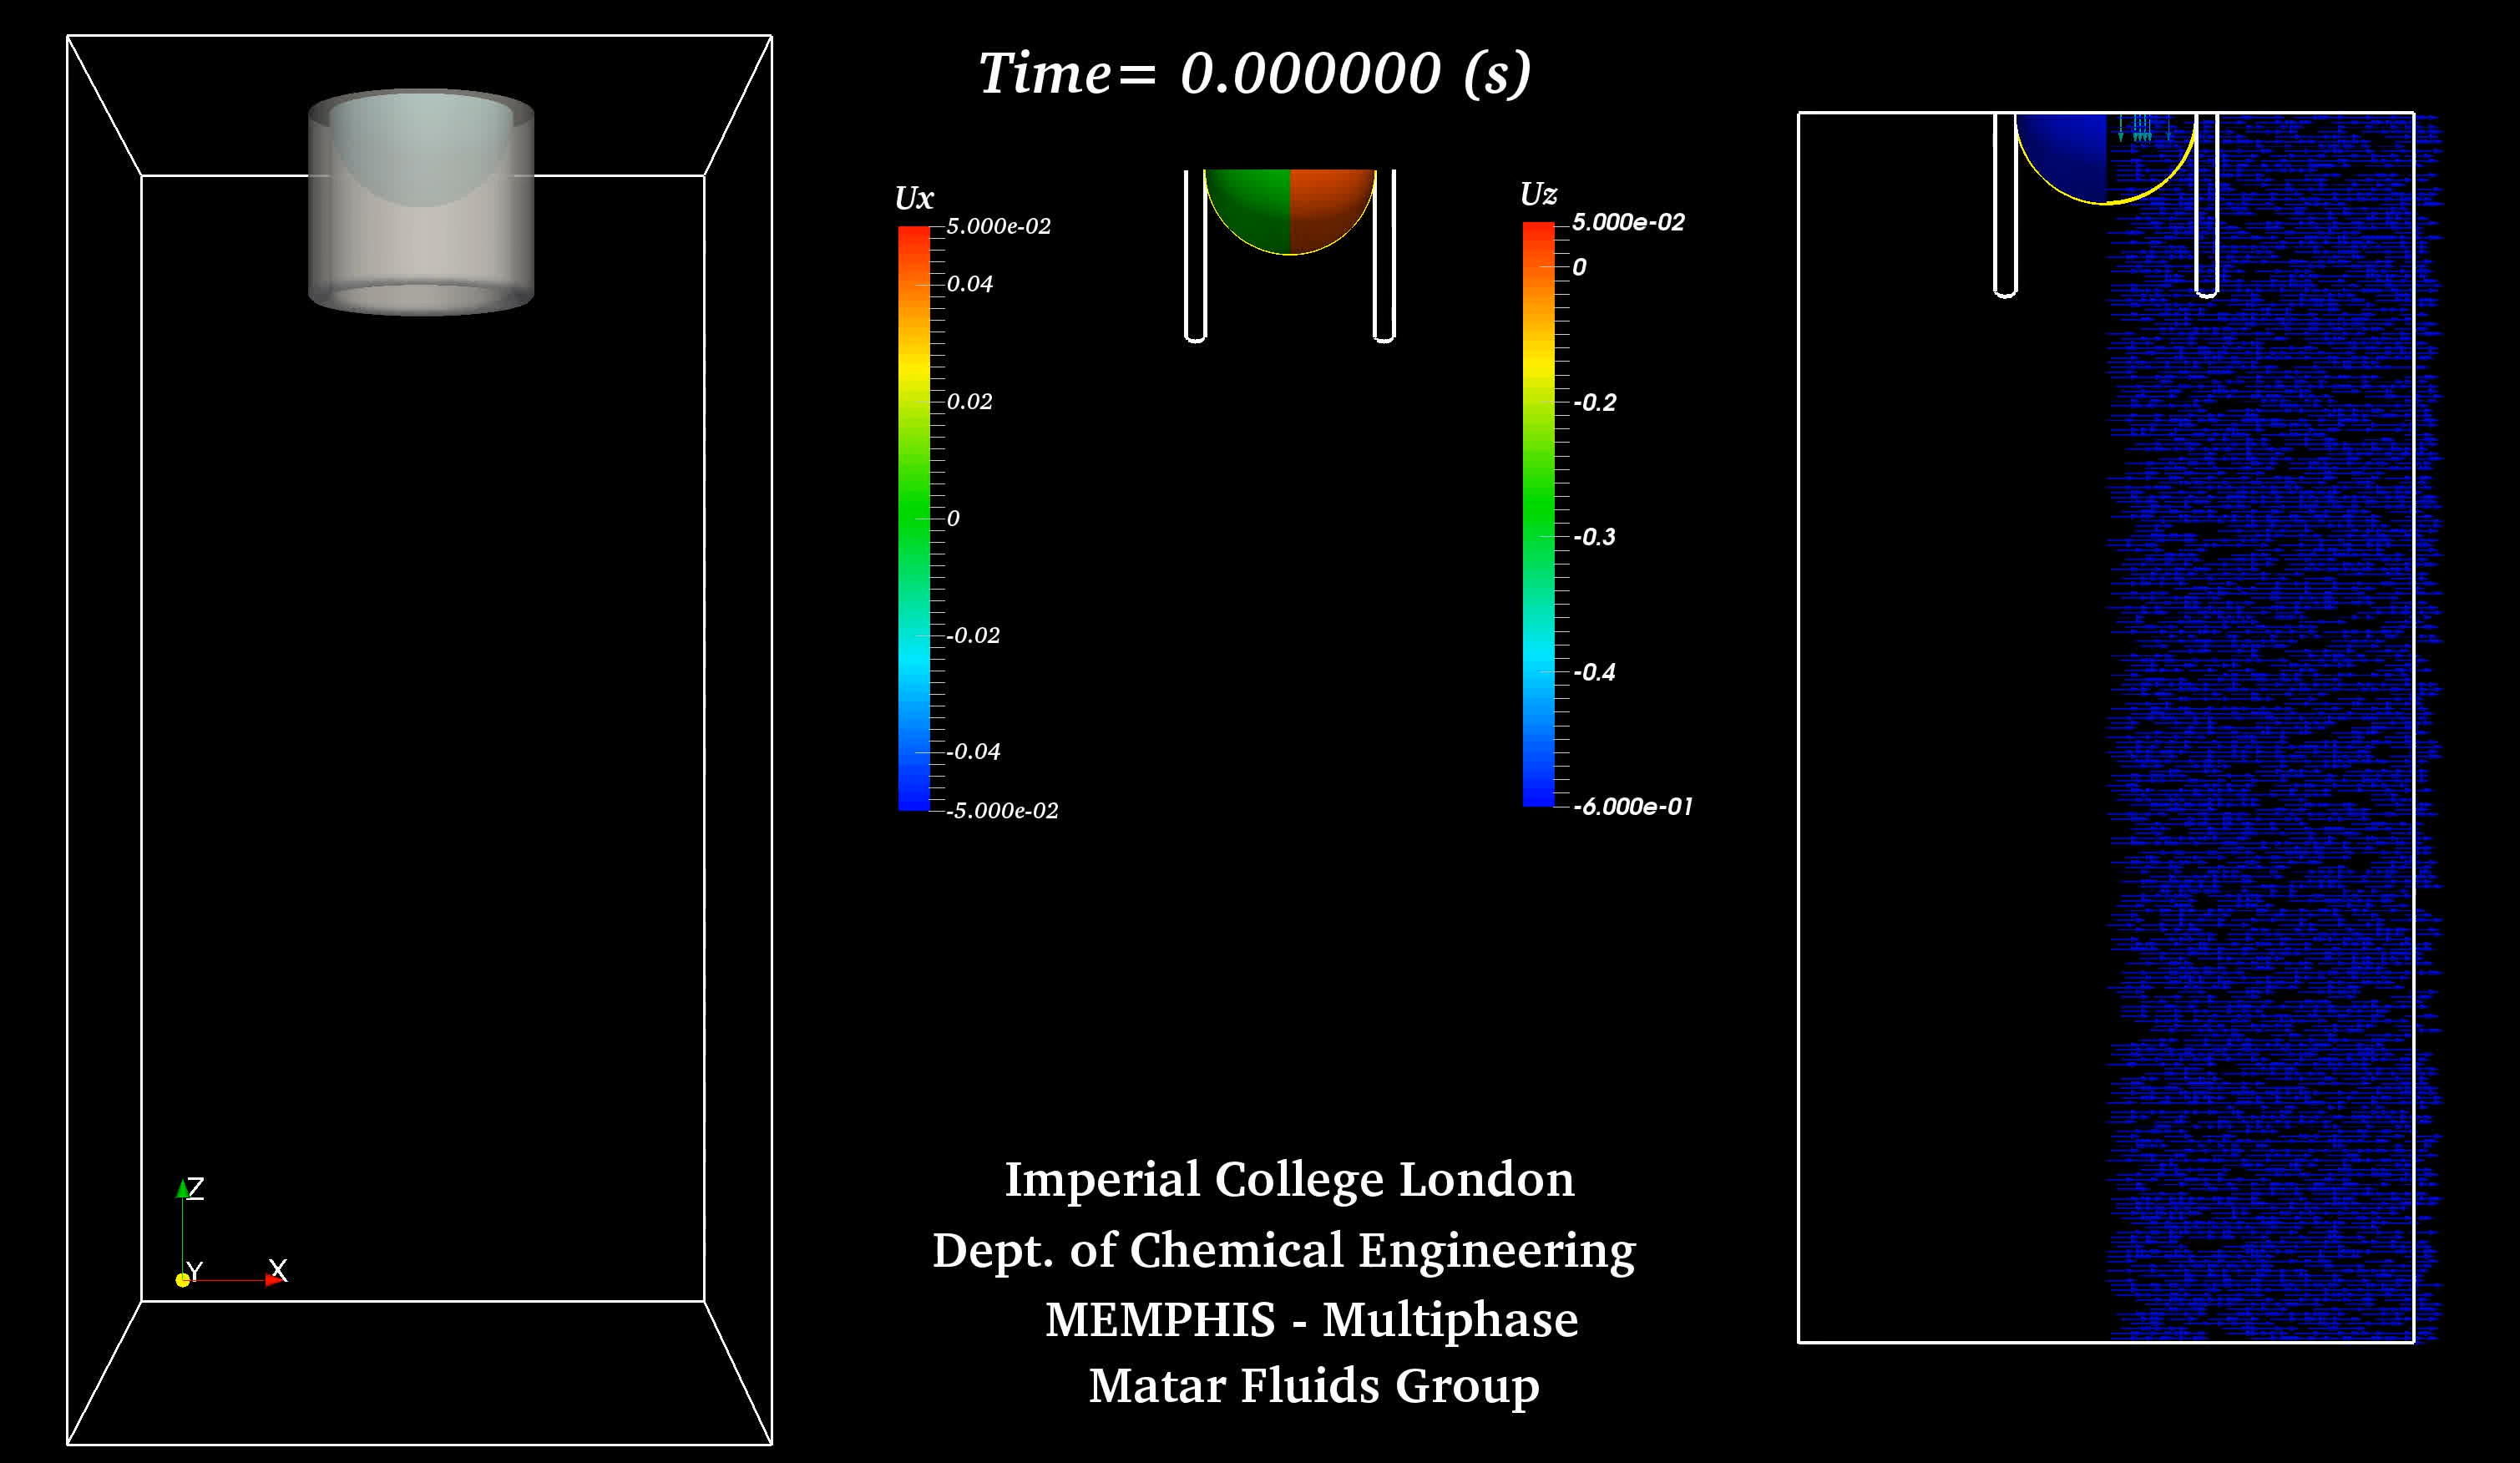 Time= 0.000000 (s)
Ux
5.000e-02
0.04
0.02
0
-0.02
-0.04
-5.000e-02
Uz
5.000e-02
0
-0.2
-0.3
-0.4
-6.000e-01
Z
Y
X
Imperial College London
Dept. of Chemical Engineering
MEMPHIS - Multiphase
Matar Fluids Group